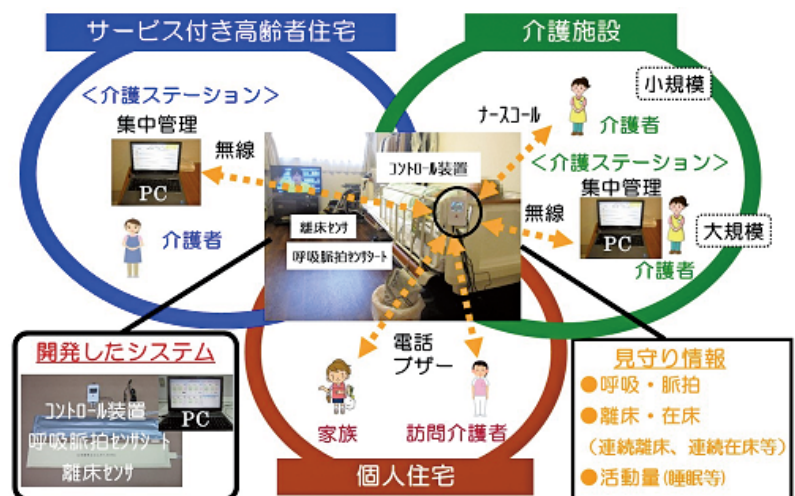 サービス付き高齢者住宅
介護施設
＜介護ステーション＞
集中管理
PC
無線
介護者
コントロール装置
離床センサ
呼吸脈拍センサシート
ナースコール
小規模
介護者
＜介護ステーション＞
集中管理
無線
PC
大規模
介護者
電話
ブザー
家族
訪問介護者
個人住宅
開発したシステム
コントロール装置
PC
呼吸脈拍センサシート
離床センサ
見守り情報
●呼吸・脈拍
●離床・在床
（連続離床、連続在床等）
●活動量(睡眠等)